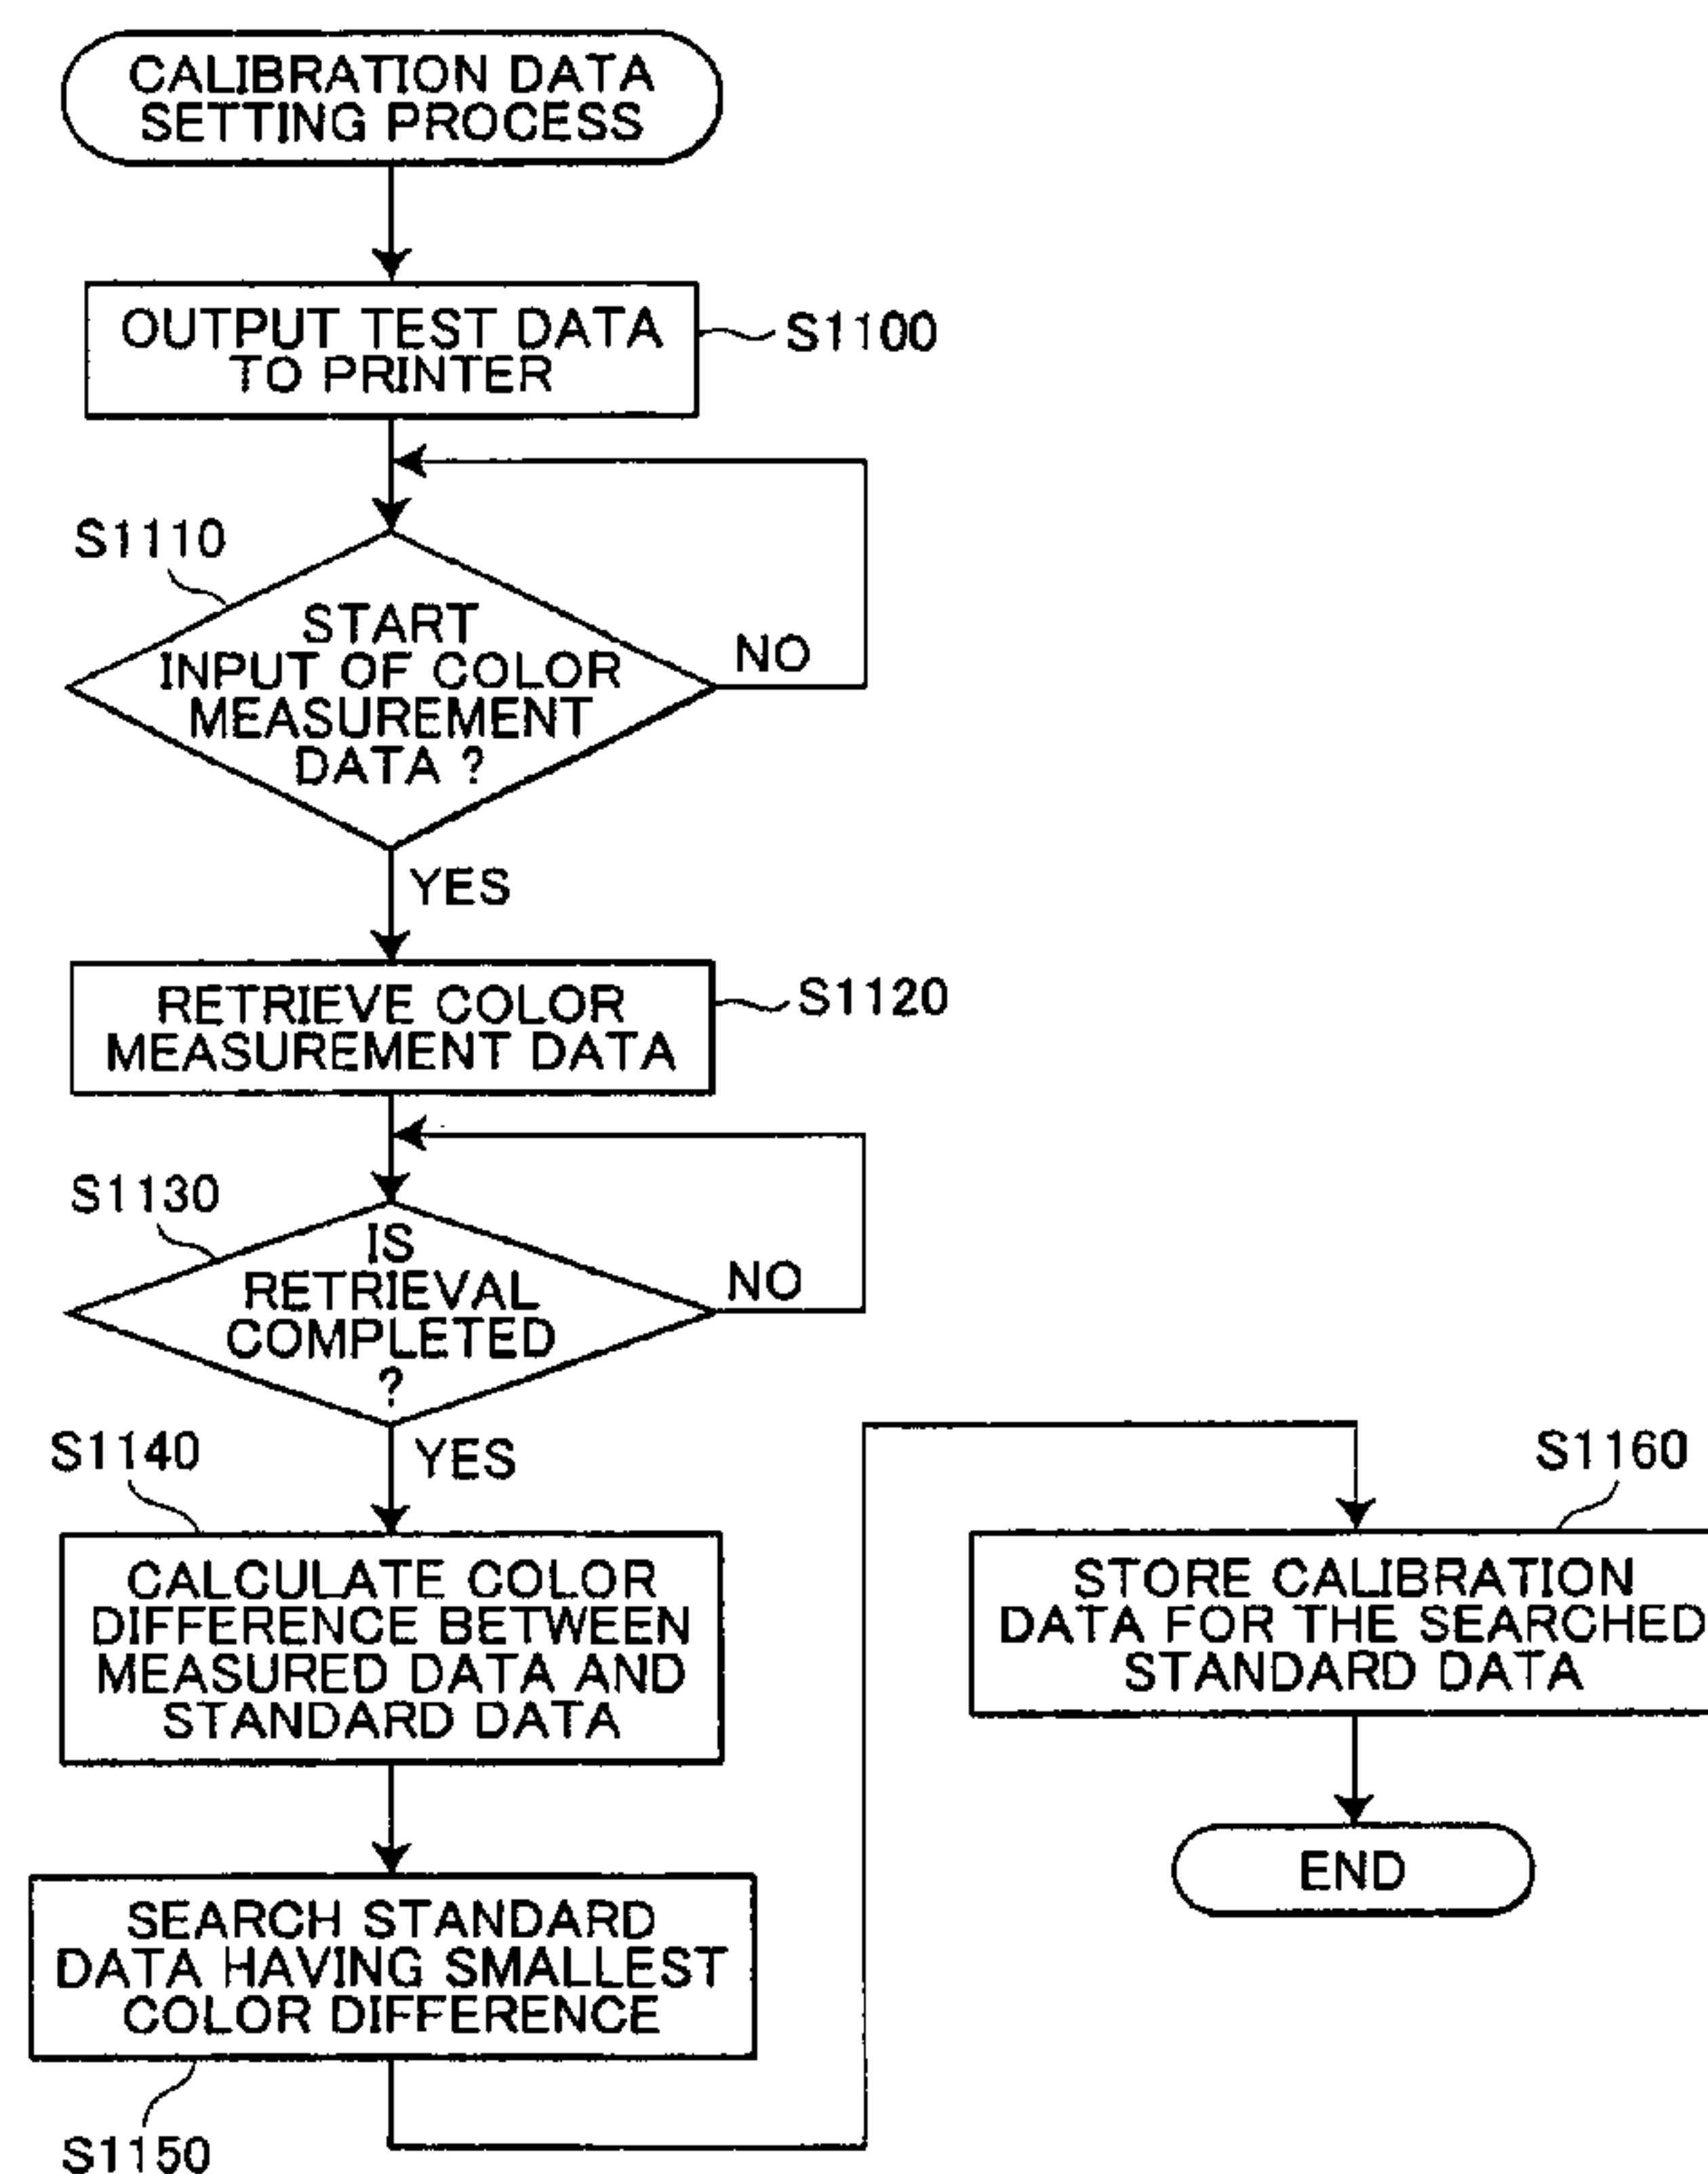 CALIBRATION DATA
SETTING PROCESS
OUTPUT TEST DATA
TO PRINTER
S1100
S1110
START
INPUT OF COLOR
MEASUREMENT
DATA ?
NO
YES
RETRIEVE COLOR
MEASUREMENT DATA
S1120
S1130
IS
RETRIEVAL
COMPLETED
?
NO
YES
S1140
CALCULATE COLOR
DIFFERENCE BETWEEN
MEASURED DATA AND
STANDARD DATA
SEARCH STANDARD
DATA HAVING SMALLEST
COLOR DIFFERENCE
S1150
S1160
STORE CALIBRATION
DATA FOR THE SEARCHED
STANDARD DATA
END